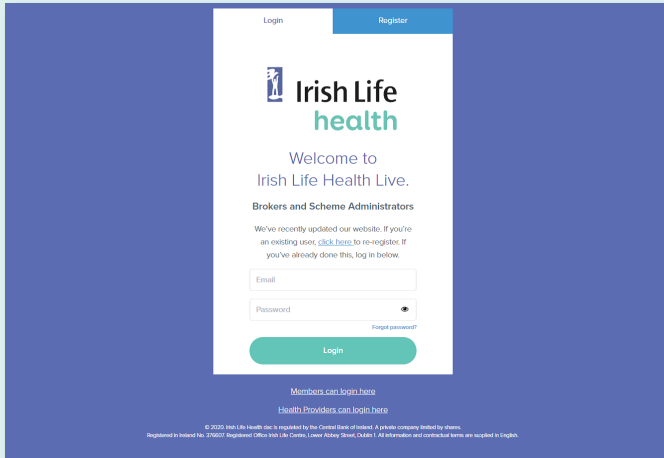 Login
Register
Irish Life
health
Welcome to
Irish Life Health Live.
Brokers and Scheme Administrators
We've recently updated our website. If you're
an existing user, click here to re-register. If
you've already done this, log in below.
Email
Password
Forgot password?
Login
Members can login here
Health Providers can login here
© 2020. Irish Life Health dac is regulated by the Central Bank of Ireland. A private company limited by shares.
Registered in Ireland No. 376607. Registered Office Irish Life Centre, Lower Abbey Street, Dublin 1. All information and contractual terms are supplied in English.